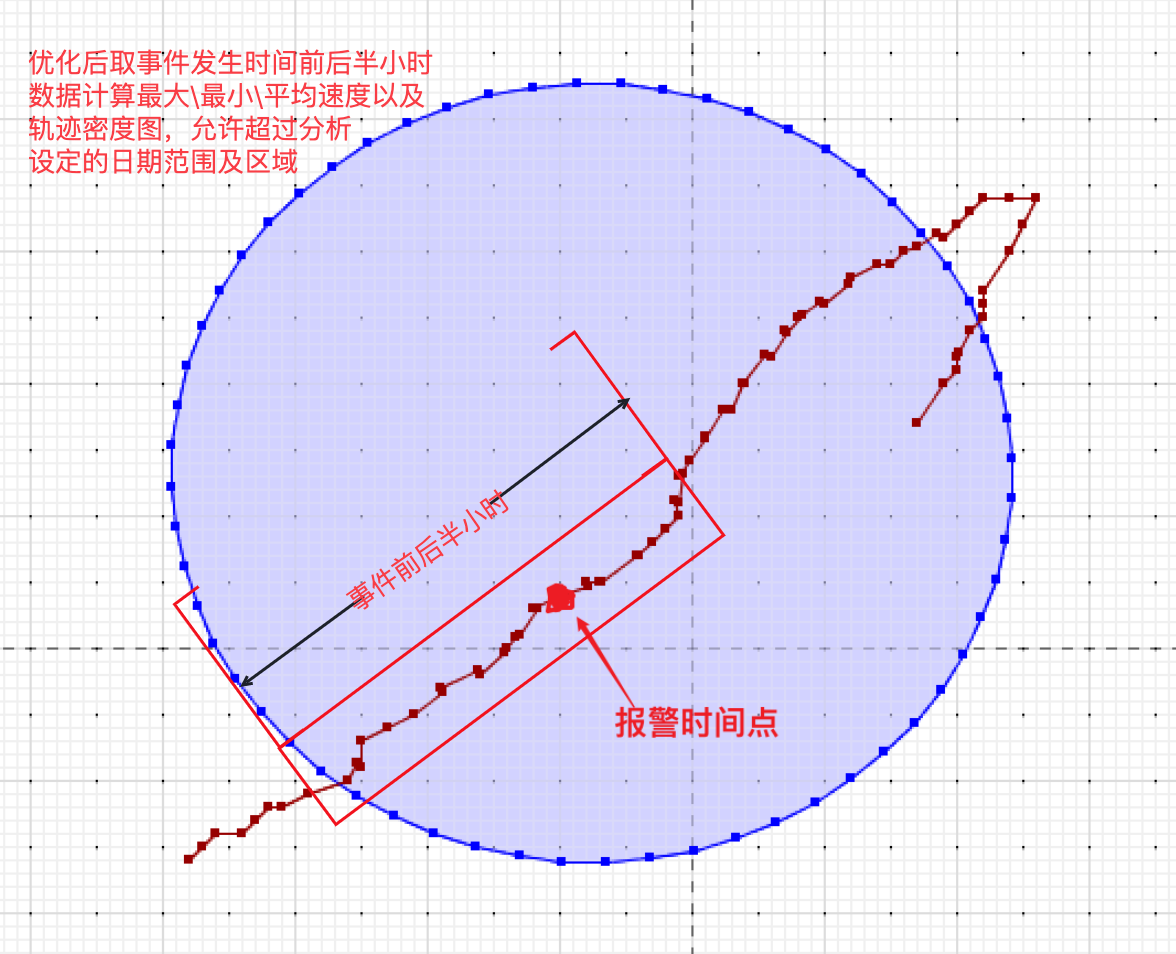 优化后取事件发生时间前后半小时
数据计算最大\最小\平均速度以及
轨迹密度图，允许超过分析
设定的日期范围及区域
事件前后半小时
报警时间点